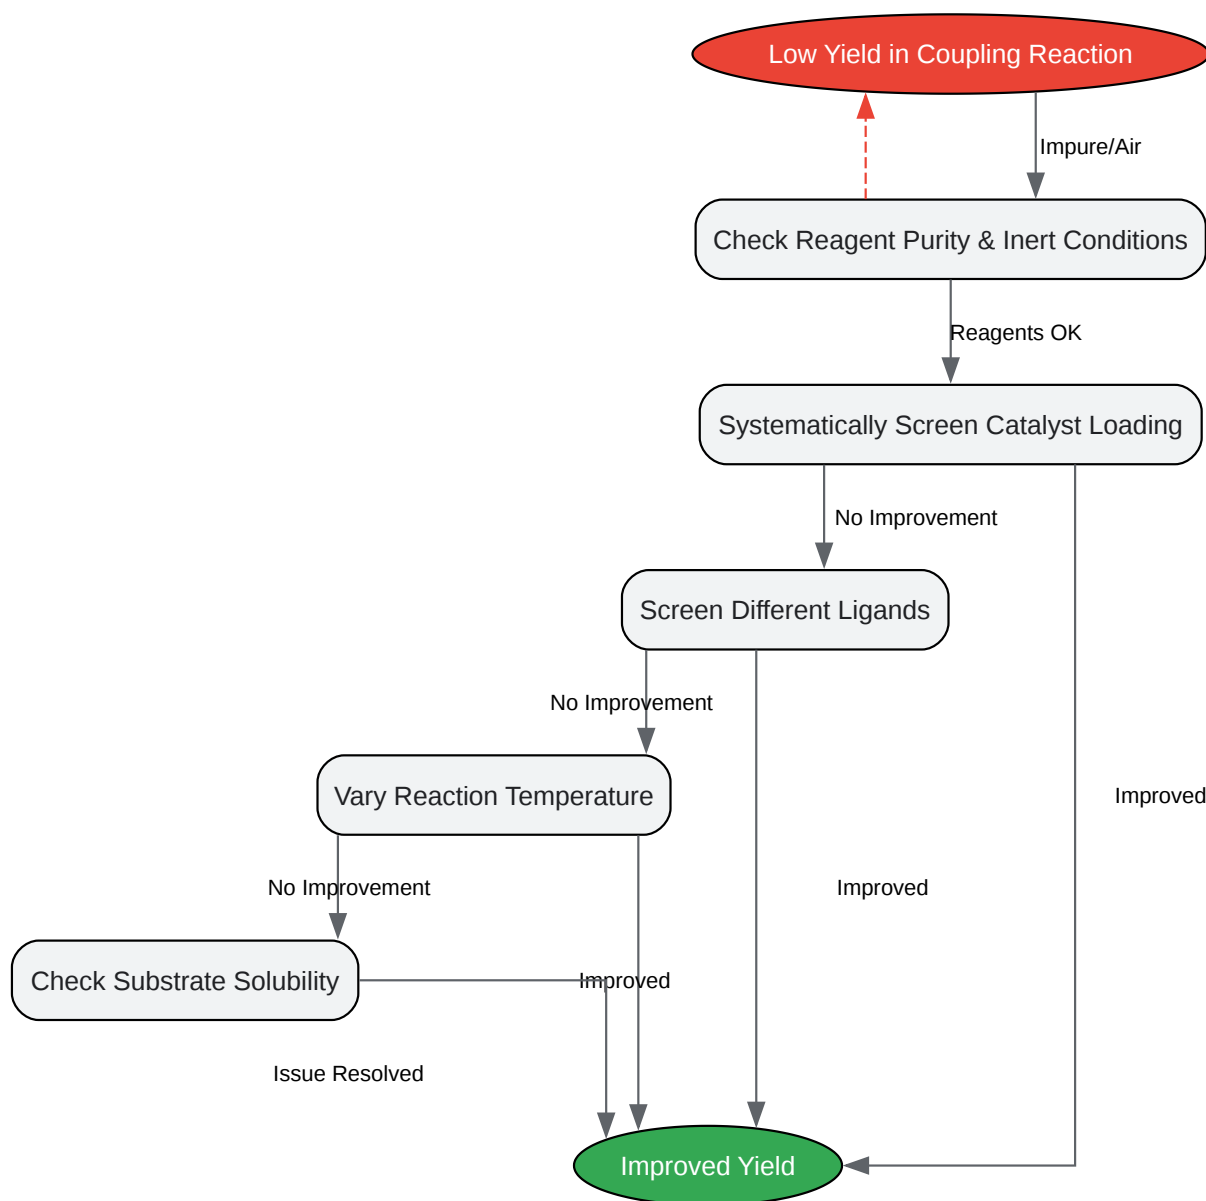 Low Yield in Coupling Reaction
Impure/Air
Check Reagent Purity & Inert Conditions
Reagents OK
Systematically Screen Catalyst Loading
No Improvement
Screen Different Ligands
No Improvement
Vary Reaction Temperature
Improved
No Improvement
Improved
Check Substrate Solubility
Improved
Issue Resolved
Improved Yield